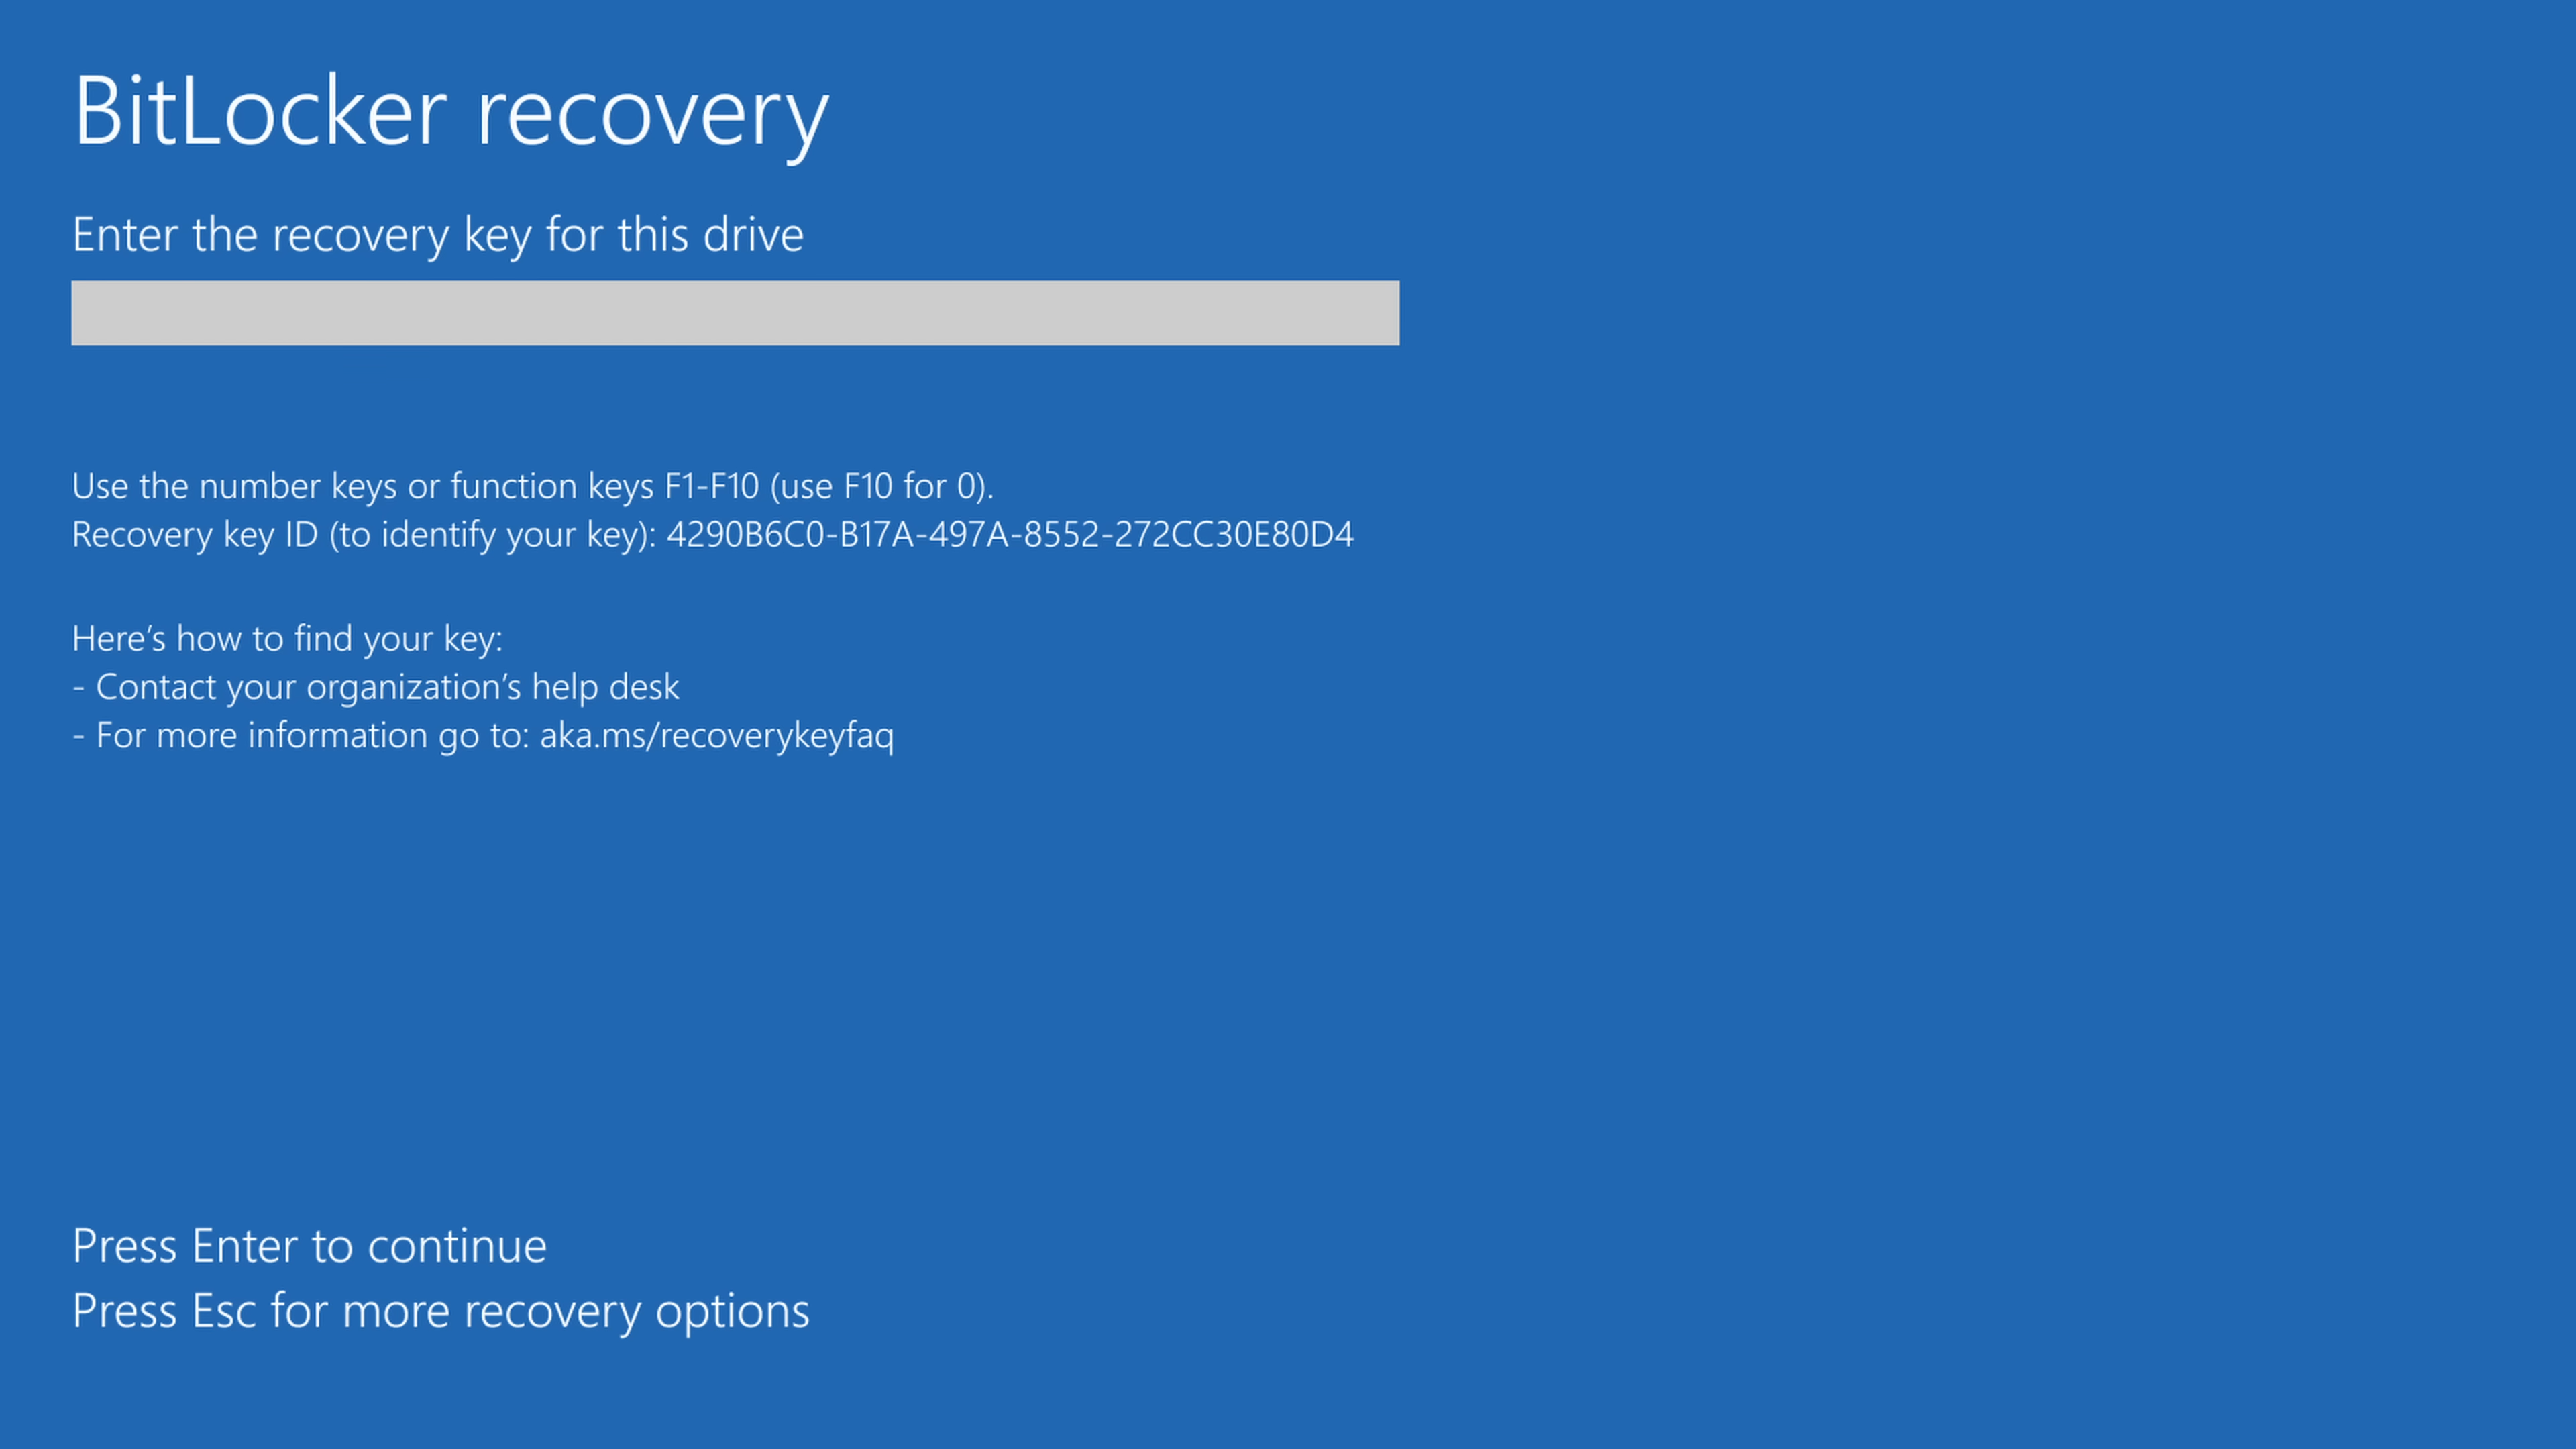 BitLocker recovery
Enter the recovery key for this drive
Use the number keys or function keys F1-F10 (use F10 for 0).
Recovery key ID (to identify your key): 4290B6C0-B17A-497A-8552-272CC30E80D4
Here’s how to find your key:
- Contact your organization’s help desk
- For more information go to: aka.ms/recoverykeyfaq
Press Enter to continue
Press Esc for more recovery options